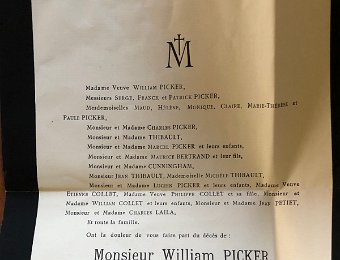 M
Madame Veuve WILLIAM PICKER,
Messieurs SERGE, FRANCK et PATRICK PICKER,
Mesdemoiselles MAUD, HÉLÈNE, MONIQUE, CLAIRE, MARIE-THÉRÈSE et
PAULE PICKER,
Monsieur et Madame CHARLES PICKER,
Monsieur et Madame THIBAULT,
Monsieur et Madame MARCEL PICKER et leurs enfants,
Monsieur et Madame MAURICE BERTRAND et leur fils,
Monsieur et Madame CUNNINGHAM,
Monsieur JEAN THIBAULT, Mademoiselle MICHÈLE THIBAULT,
Monsieur et Madame LUCIEN PICKER et leurs enfants, Madame Veuve
ETIENNE COLLET, Madame Veuve PHILIPPE COLLET et sa fille, Monsieur et
Madame WILLIAM COLLET et leurs enfants, Monsieur et Madame JEAN PETIET,
Monsieur et Madame CHARLES LAILA,
Et toute la famille.
Ont la douleur de vous faire part du décès de :
Monsieur William PICKER